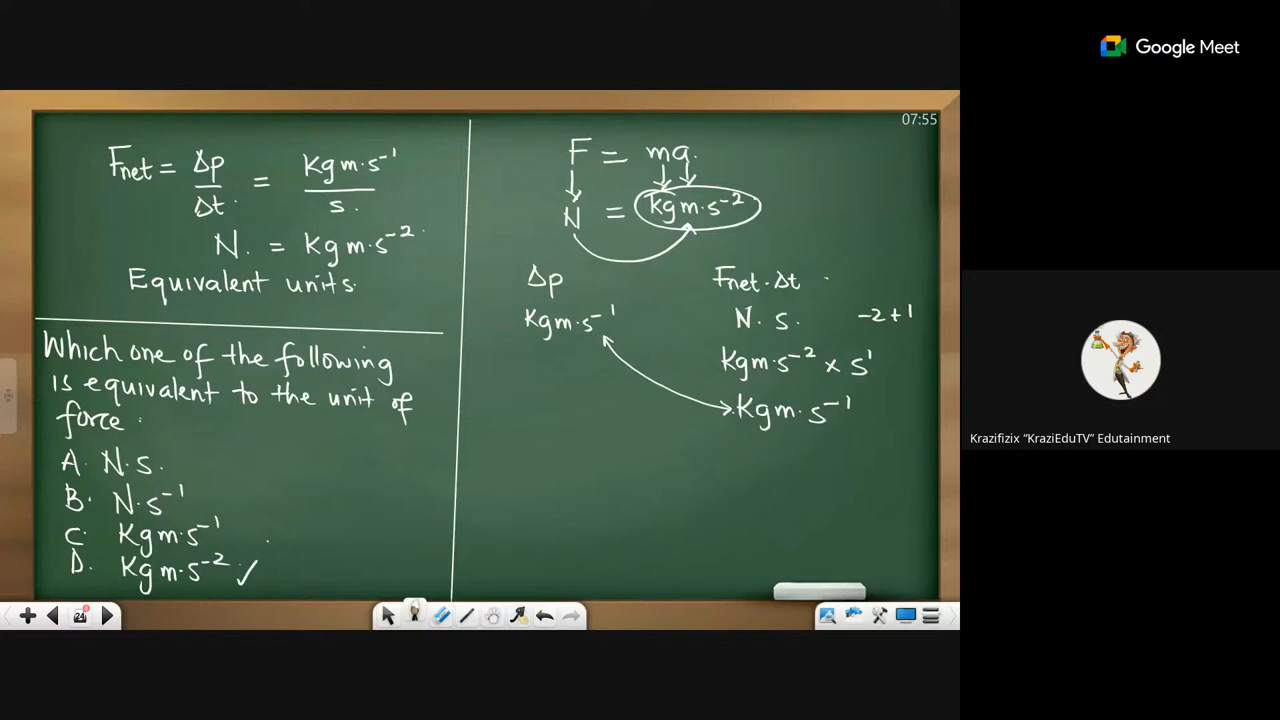 Google Meet
07:55
Fnet = Δp = Kgm·s⁻¹
Δt s.
N. = Kgm·s⁻².
Equivalent units.
Which one of the following
is equivalent to the unit of
force.
A. N.s.
B. N.s⁻¹
C. Kgm.s⁻¹
D. Kgm.s⁻² ✓
F = ma.
N = kgm.s⁻²
Δp
Kgm.s⁻¹
Fnet.Δt
N. s. -2+1
Kgm.s⁻² × s¹
Kgm.s⁻¹
24
Krazifizix “KraziEduTV” Edutainment